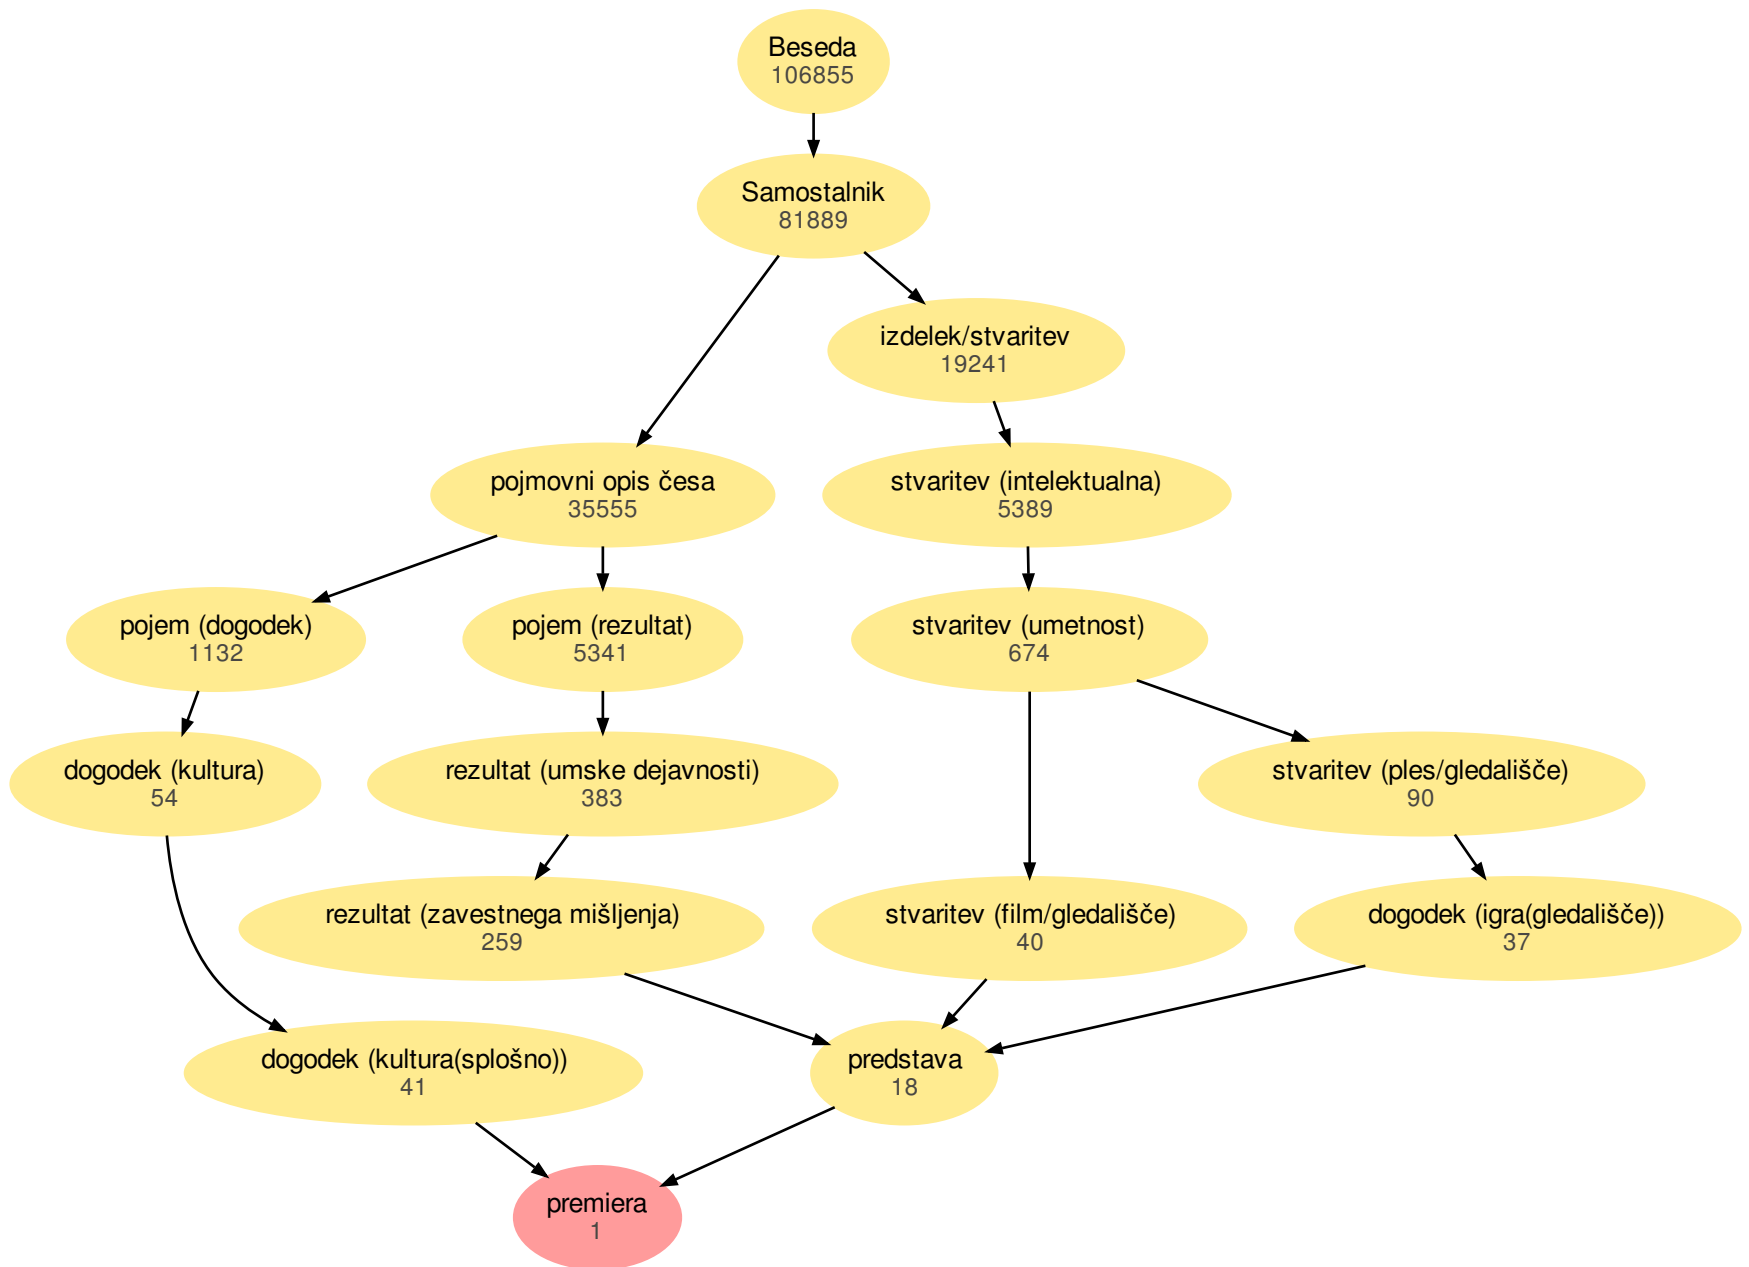 Beseda
106855
Samostalnik
81889
izdelek/stvaritev
19241
pojmovni opis česa
35555
stvaritev (intelektualna)
5389
pojem (dogodek)
1132
pojem (rezultat)
5341
stvaritev (umetnost)
674
dogodek (kultura)
54
rezultat (umske dejavnosti)
383
stvaritev (ples/gledališče)
90
rezultat (zavestnega mišljenja)
259
stvaritev (film/gledališče)
40
dogodek (igra(gledališče))
37
dogodek (kultura(splošno))
41
predstava
18
premiera
1